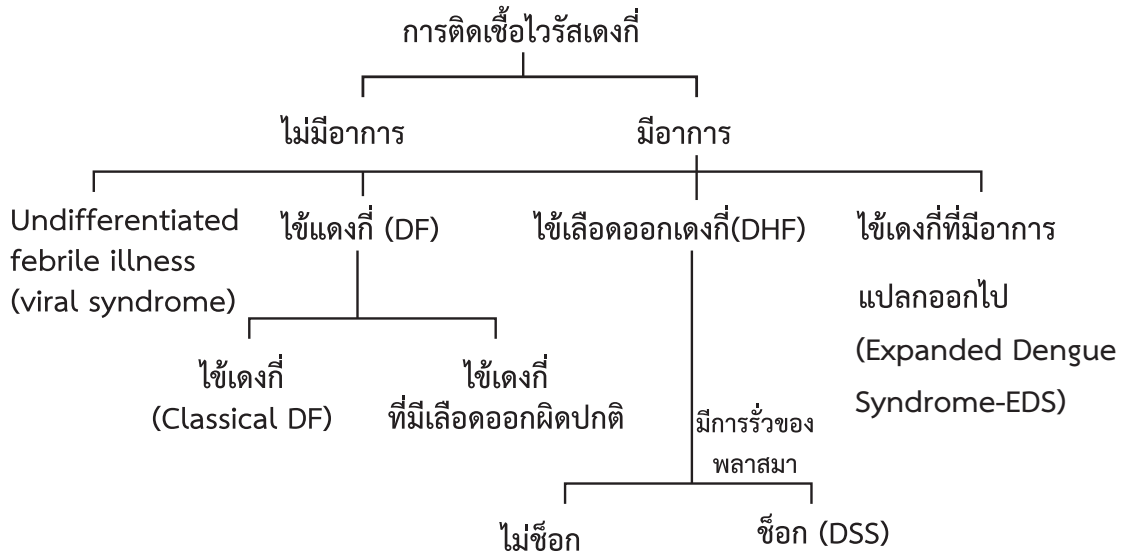 การติดเชื้อไวรัสเดงกี่
ไม่มีอาการ
มีอาการ
Undifferentiated
febrile illness
(viral syndrome)
ไข้แดงกี่ (DF)
ไข้เลือดออกเดงกี่(DHF)
ไข้เดงกี่ที่มีอาการ
แปลกออกไป
(Expanded Dengue
Syndrome-EDS)
ไข้เดงกี่
(Classical DF)
ไข้เดงกี่
ที่มีเลือดออกผิดปกติ
มีการรั่วของ
พลาสมา
ไม่ช็อก
ช็อก (DSS)